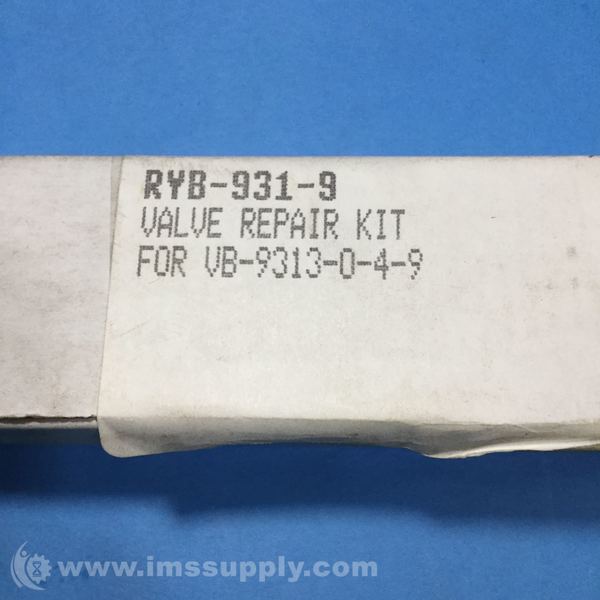 RYB-931-9
VALVE REPAIR KIT
FOR VB-9313-0-4-9
www.imssupply.com